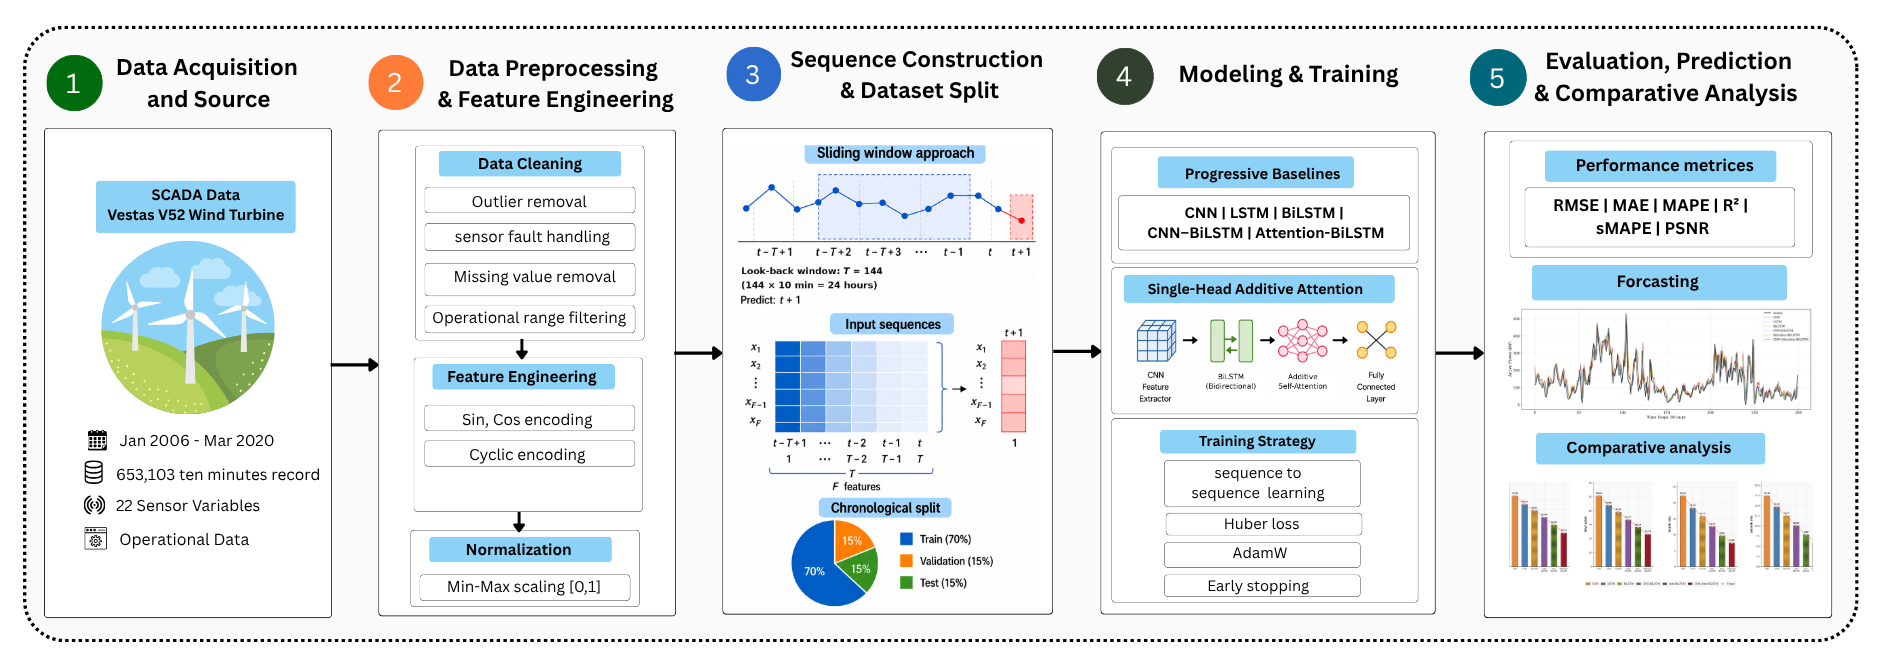 1
Data Acquisition
and Source
SCADA Data
Vestas V52 Wind Turbine
Jan 2006 - Mar 2020
653,103 ten minutes record
22 Sensor Variables
Operational Data
2
Data Preprocessing
& Feature Engineering
Data Cleaning
Outlier removal
sensor fault handling
Missing value removal
Operational range filtering
Feature Engineering
Sin, Cos encoding
Cyclic encoding
Normalization
Min-Max scaling [0,1]
3
Sequence Construction
& Dataset Split
Sliding window approach
t − T + 1 t − T + 2 t − T + 3 ⋯ t − 1 t t + 1
Look-back window: T = 144
(144 × 10 min = 24 hours)
Predict: t + 1
Input sequences
t + 1
x₁ x₁
x₂ x₂
⋮ ⋮
x_{F−1} x_{F−1}
x_F x_F
t − T + 1 ⋯ t − 2 t − 1 t 1
1 ⋯ T − 2 T − 1 T
T
F features
Chronological split
70% 15% 15%
Train (70%)
Validation (15%)
Test (15%)
4
Modeling & Training
Progressive Baselines
CNN | LSTM | BiLSTM |
CNN–BiLSTM | Attention-BiLSTM
Single-Head Additive Attention
CNN
Feature
Extractor
BiLSTM
(Bidirectional)
Additive
Self-Attention
Fully
Connected
Layer
Training Strategy
sequence to
sequence learning
Huber loss
AdamW
Early stopping
5
Evaluation, Prediction
& Comparative Analysis
Performance metrices
RMSE | MAE | MAPE | R² |
sMAPE | PSNR
Forcasting
Comparative analysis